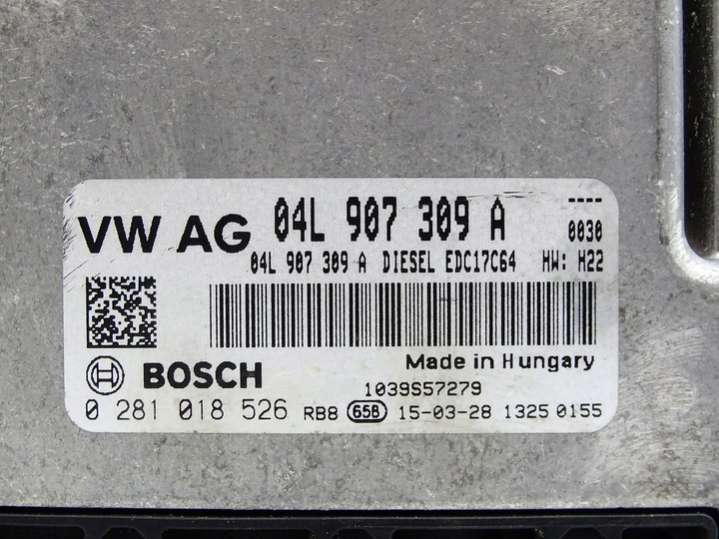 VW AG 04L 907 309 A ----
0030
04L 907 309 A DIESEL EDC17C64 HW: H22
Made in Hungary
BOSCH
1039S57279
0 281 018 526 RB8 658 15-03-28 1325 0155